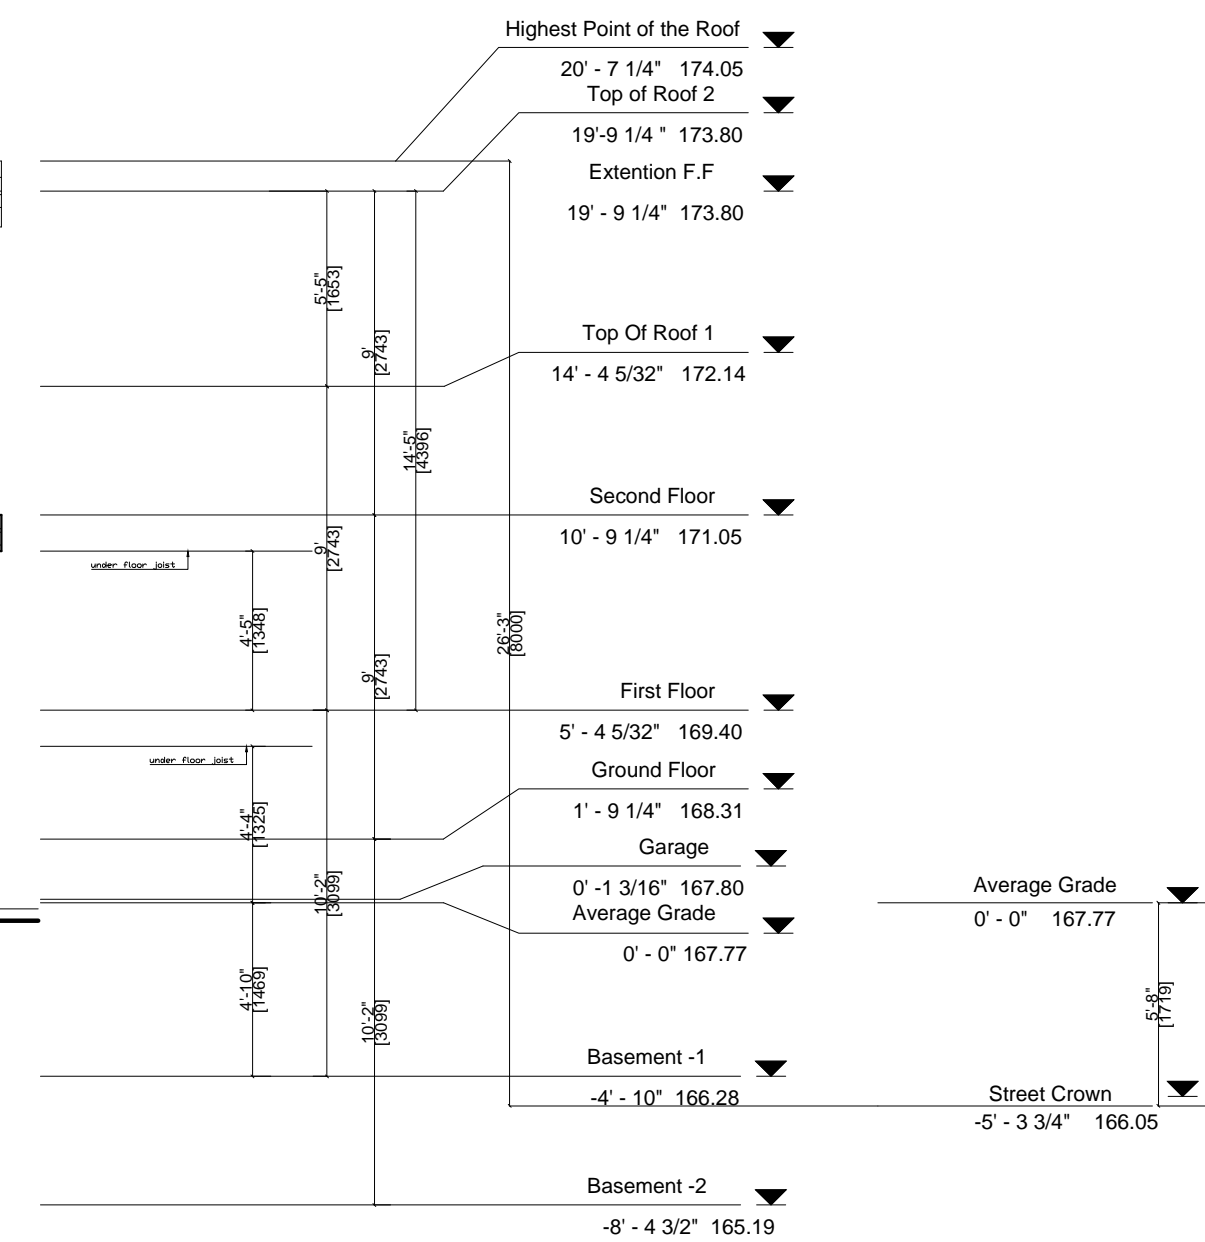 Highest Point of the Roof
20' - 7 1/4" 174.05
Top of Roof 2
19'-9 1/4 " 173.80
Extention F.F
19' - 9 1/4" 173.80
5'-5"
[1653]
9'
[2743]
Top Of Roof 1
14' - 4 5/32" 172.14
14'-5"
[4396]
Second Floor
10' - 9 1/4" 171.05
9'
[2743]
under floor joist
4'-5"
[1348]
26'-3"
[8000]
9'
[2743]
First Floor
5' - 4 5/32" 169.40
under floor joist
Ground Floor
1' - 9 1/4" 168.31
4'-4"
[1325]
Garage
0' -1 3/16" 167.80
10'-2"
[3099]
Average Grade
0' - 0" 167.77
Average Grade
0' - 0" 167.77
4'-10"
[1469]
10'-2"
[3099]
5'-8"
[1719]
Basement -1
-4' - 10" 166.28
Street Crown
-5' - 3 3/4" 166.05
Basement -2
-8' - 4 3/2" 165.19